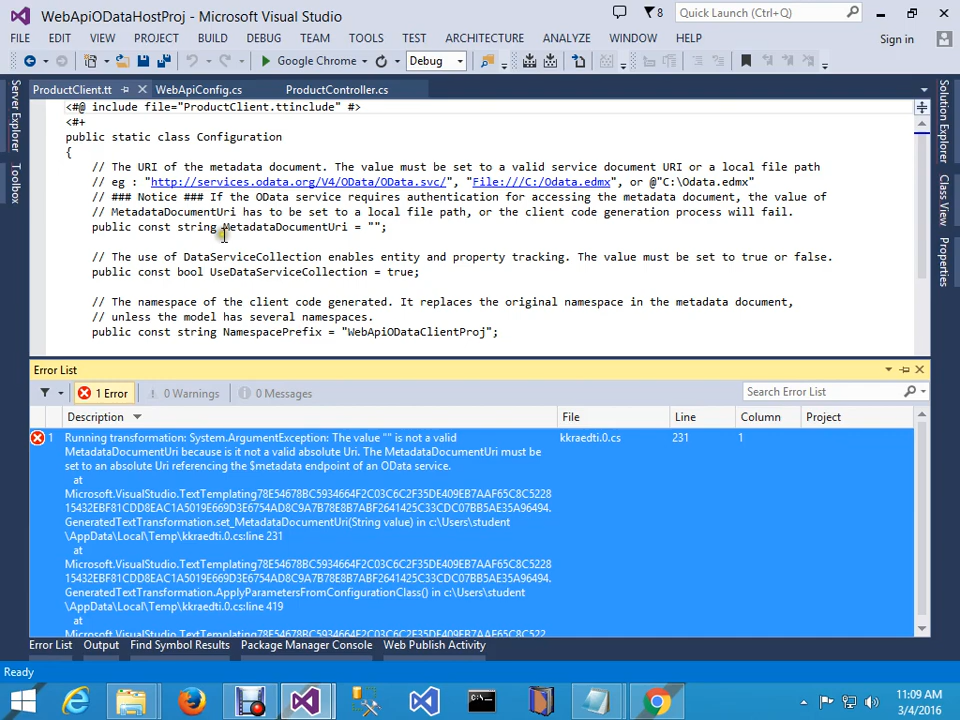 WebApiODataHostProj - Microsoft Visual Studio
8
Quick Launch (Ctrl+Q)
FILE EDIT VIEW PROJECT BUILD DEBUG TEAM TOOLS TEST ARCHITECTURE ANALYZE WINDOW HELP
Sign in
Google Chrome
Debug
ProductClient.tt
WebApiConfig.cs
ProductController.cs
Server Explorer
Toolbox
Solution Explorer
Class View
Properties
<#@ include file="ProductClient.ttinclude" #>
<#+
public static class Configuration
{
// The URI of the metadata document. The value must be set to a valid service document URI or a local file path
// eg : "http://services.odata.org/V4/OData/OData.svc/", "File:///C:/Odata.edmx", or @"C:\Odata.edmx"
// ### Notice ### If the OData service requires authentication for accessing the metadata document, the value of
// MetadataDocumentUri has to be set to a local file path, or the client code generation process will fail.
public const string MetadataDocumentUri = "";
// The use of DataServiceCollection enables entity and property tracking. The value must be set to true or false.
public const bool UseDataServiceCollection = true;
// The namespace of the client code generated. It replaces the original namespace in the metadata document,
// unless the model has several namespaces.
public const string NamespacePrefix = "WebApiODataClientProj";
Error List
1 Error
0 Warnings
0 Messages
Search Error List
Description File Line Column Project
1 Running transformation: System.ArgumentException: The value "" is not a valid kkraedti.0.cs 231 1
MetadataDocumentUri because is it not a valid absolute Uri. The MetadataDocumentUri must be
set to an absolute Uri referencing the $metadata endpoint of an OData service.
at
Microsoft.VisualStudio.TextTemplating78E54678BC5934664F2C03C6C2F35DE409EB7AAF65C8C5228
15432EBF81CDD8EAC1A5019E669D3E6754AD8C9A7B78E8B7ABF2641425C33CDC07BB5AE35A96494.
GeneratedTextTransformation.set_MetadataDocumentUri(String value) in c:\Users\student
\AppData\Local\Temp\kkraedti.0.cs:line 231
at
Microsoft.VisualStudio.TextTemplating78E54678BC5934664F2C03C6C2F35DE409EB7AAF65C8C5228
15432EBF81CDD8EAC1A5019E669D3E6754AD8C9A7B78E8B7ABF2641425C33CDC07BB5AE35A96494.
GeneratedTextTransformation.ApplyParametersFromConfigurationClass() in c:\Users\student
\AppData\Local\Temp\kkraedti.0.cs:line 419
at
Microsoft.VisualStudio.TextTemplating78E54678BC5934664F2C03C6C2F35DE409EB7AAF65C8C522
Error List Output Find Symbol Results Package Manager Console Web Publish Activity
Ready
11:09 AM
3/4/2016